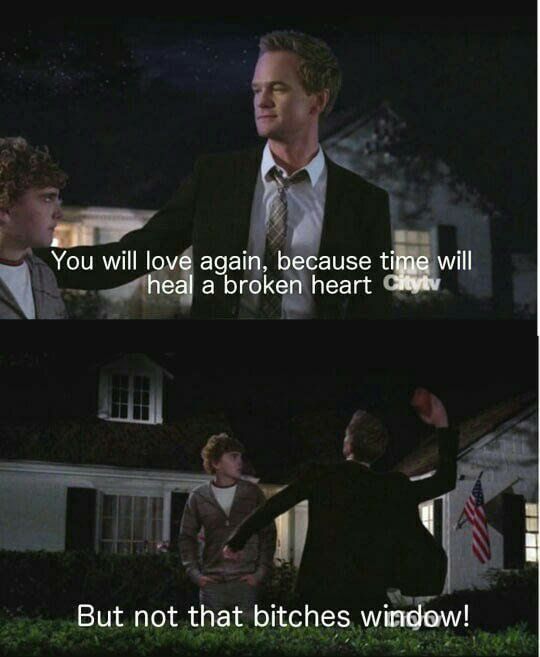 You will love again, because time will
heal a broken heart Citytv
But not that bitches window!